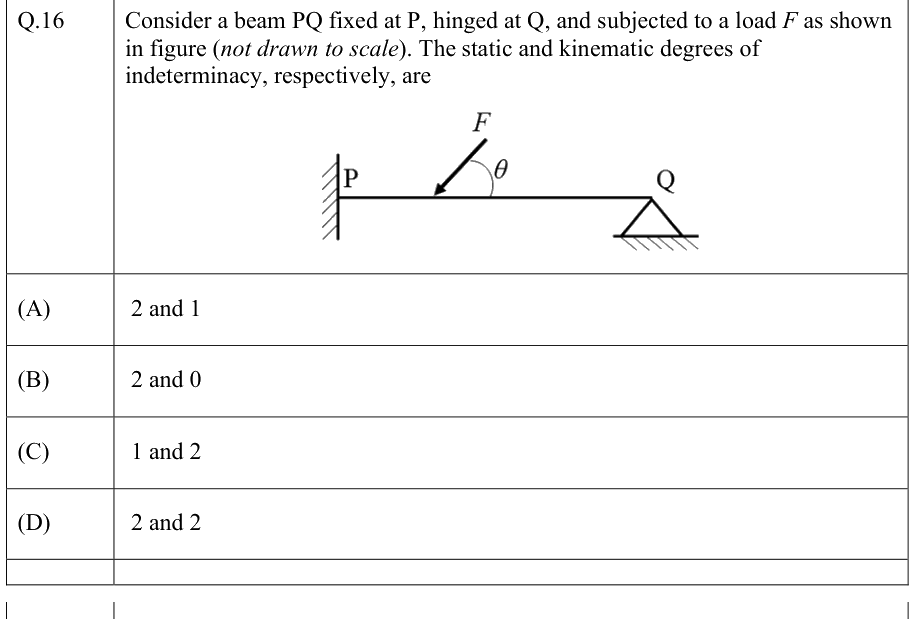 Q.16
Consider a beam PQ fixed at P, hinged at Q, and subjected to a load F as shown
in figure (not drawn to scale). The static and kinematic degrees of
indeterminacy, respectively, are
F
θ
P
Q
(A) 2 and 1
(B) 2 and 0
(C) 1 and 2
(D) 2 and 2